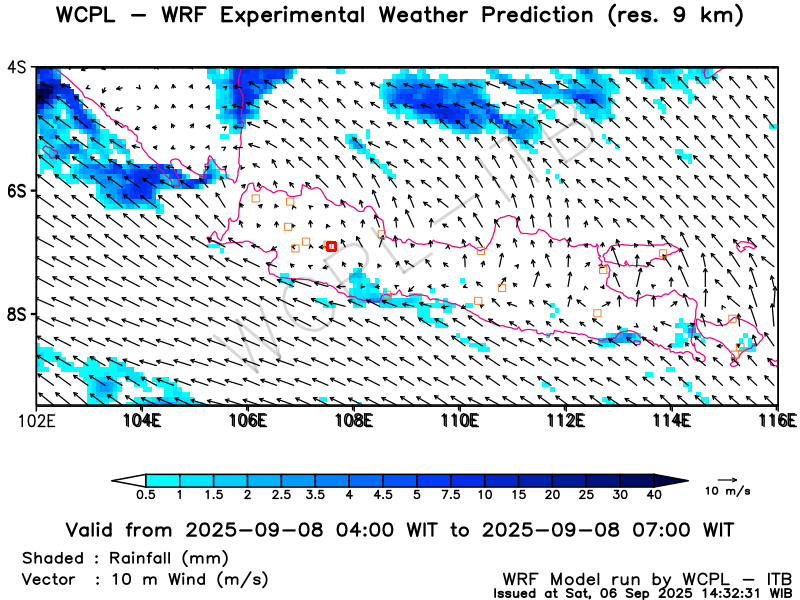 WCPL – WRF Experimental Weather Prediction (res. 9 km)
4S
6S
8S
WCPL-ITB
102E 104E 106E 108E 110E 112E 114E 116E
0.5 1 1.5 2 2.5 3.5 4 4.5 5 7.5 10 15 20 25 30 40
10 m/s
Valid from 2025-09-08 04:00 WIT to 2025-09-08 07:00 WIT
Shaded : Rainfall (mm)
Vector : 10 m Wind (m/s)
WRF Model run by WCPL – ITB
Issued at Sat, 06 Sep 2025 14:32:31 WIB